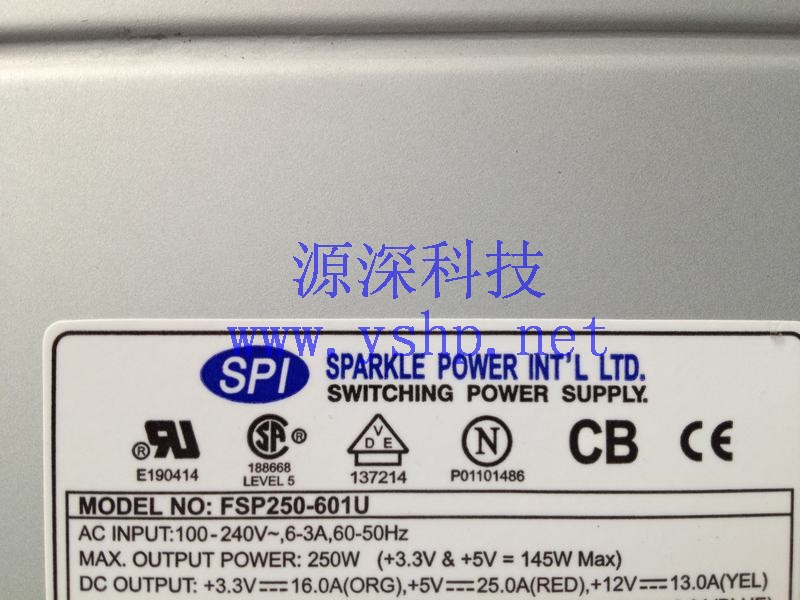 源深科技
www.yshp.net
SPI SPARKLE POWER INT'L LTD.
SWITCHING POWER SUPPLY.
E190414
188668
LEVEL 5
V
D E
137214
N
P01101486
CB
CE
MODEL NO: FSP250-601U
AC INPUT:100-240V~,6-3A,60-50Hz
MAX. OUTPUT POWER: 250W (+3.3V & +5V = 145W Max)
DC OUTPUT: +3.3V⎓16.0A(ORG),+5V⎓25.0A(RED),+12V⎓13.0A(YEL)